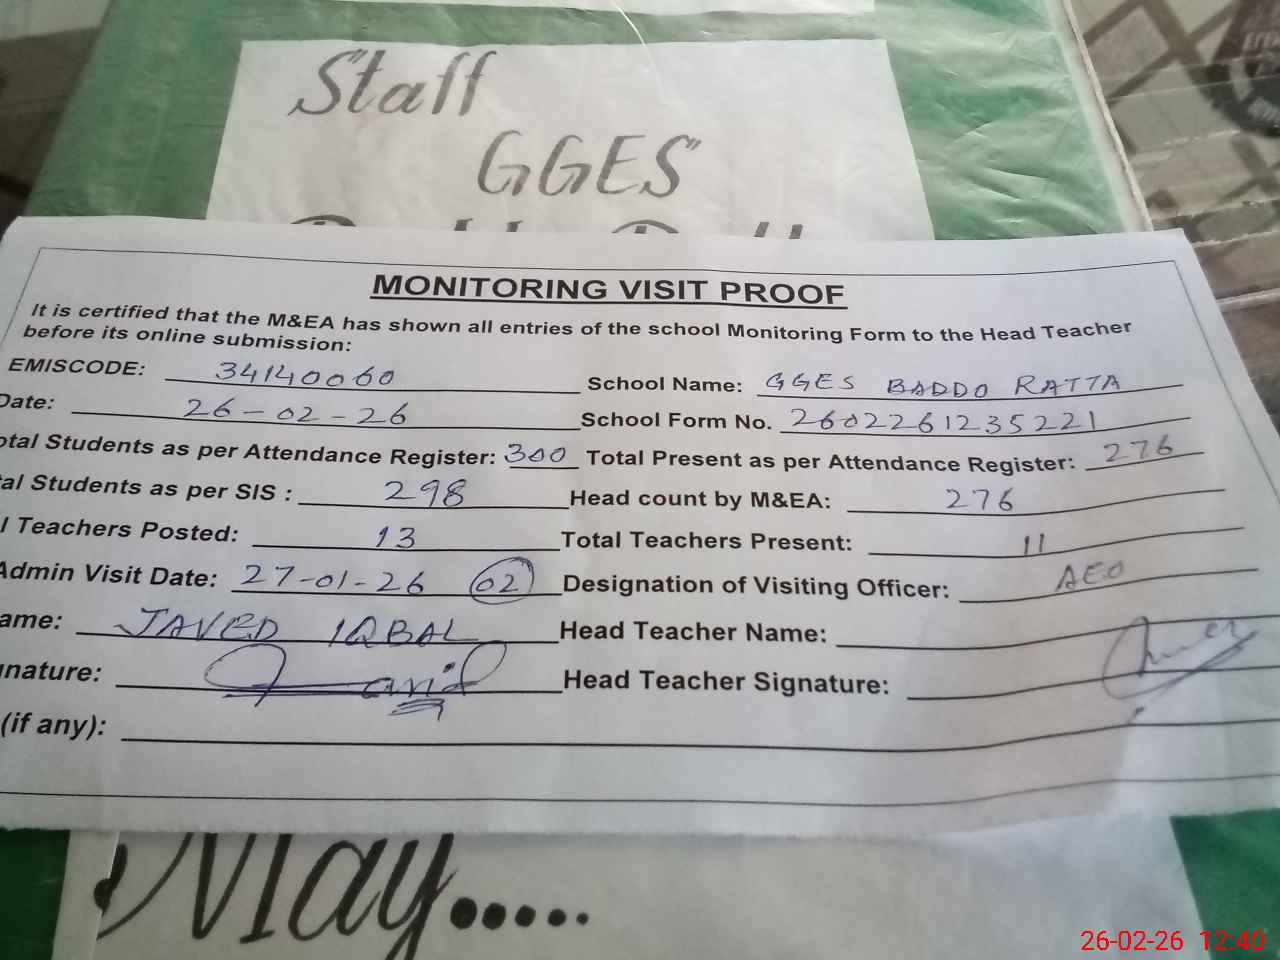 Staff
GGES
MONITORING VISIT PROOF
It is certified that the M&EA has shown all entries of the school Monitoring Form to the Head Teacher
before its online submission:
EMISCODE: 34140060 School Name: GGES BADDO RATTA
Date: 26-02-26 School Form No. 2602261235221
otal Students as per Attendance Register: 300 Total Present as per Attendance Register: 276
al Students as per SIS : 298 Head count by M&EA: 276
l Teachers Posted: 13 Total Teachers Present: 11
Admin Visit Date: 27-01-26 02 Designation of Visiting Officer: AEO
ame: JAVED IQBAL Head Teacher Name:
nature: Head Teacher Signature:
(if any):
May.....
26-02-26 12:40